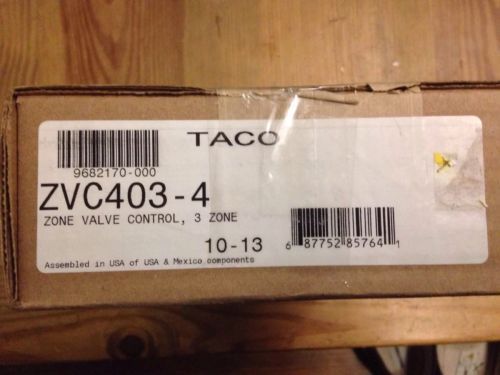 TACO
9682170-000
ZVC403-4
ZONE VALVE CONTROL, 3 ZONE
10-13
6 87752 85764 1
Assembled in USA of USA & Mexico components